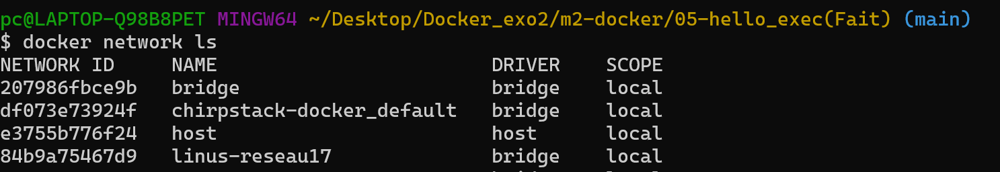 pc@LAPTOP-Q98B8PET MINGW64 ~/Desktop/Docker_exo2/m2-docker/05-hello_exec(Fait) (main)
$ docker network ls
NETWORK ID     NAME                        DRIVER    SCOPE
207986fbce9b   bridge                      bridge    local
df073e73924f   chirpstack-docker_default   bridge    local
e3755b776f24   host                        host      local
84b9a75467d9   linus-reseau17              bridge    local